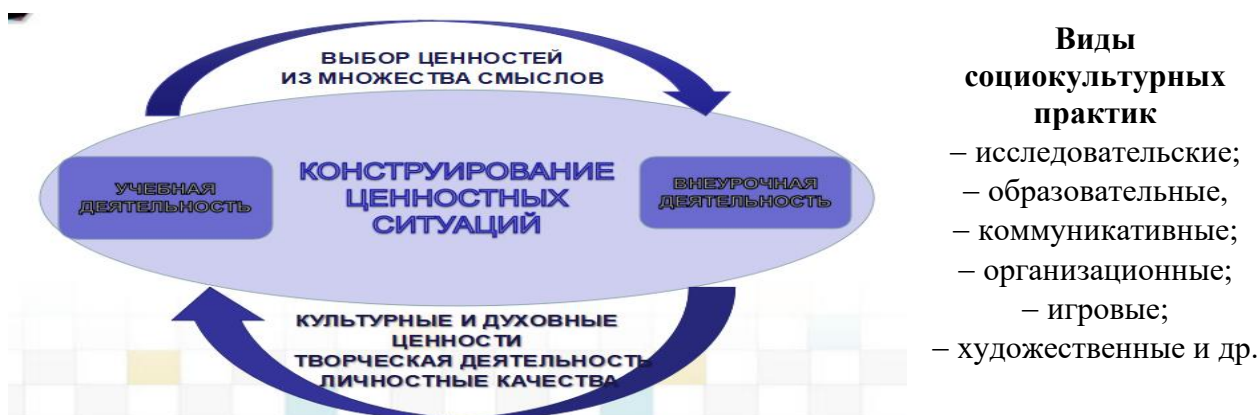 ВЫБОР ЦЕННОСТЕЙ
ИЗ МНОЖЕСТВА СМЫСЛОВ
УЧЕБНАЯ
ДЕЯТЕЛЬНОСТЬ
КОНСТРУИРОВАНИЕ
ЦЕННОСТНЫХ
СИТУАЦИЙ
ВНЕУРОЧНАЯ
ДЕЯТЕЛЬНОСТЬ
КУЛЬТУРНЫЕ И ДУХОВНЫЕ
ЦЕННОСТИ
ТВОРЧЕСКАЯ ДЕЯТЕЛЬНОСТЬ
ЛИЧНОСТНЫЕ КАЧЕСТВА
Виды
социокультурных
практик
– исследовательские;
– образовательные,
– коммуникативные;
– организационные;
– игровые;
– художественные и др.